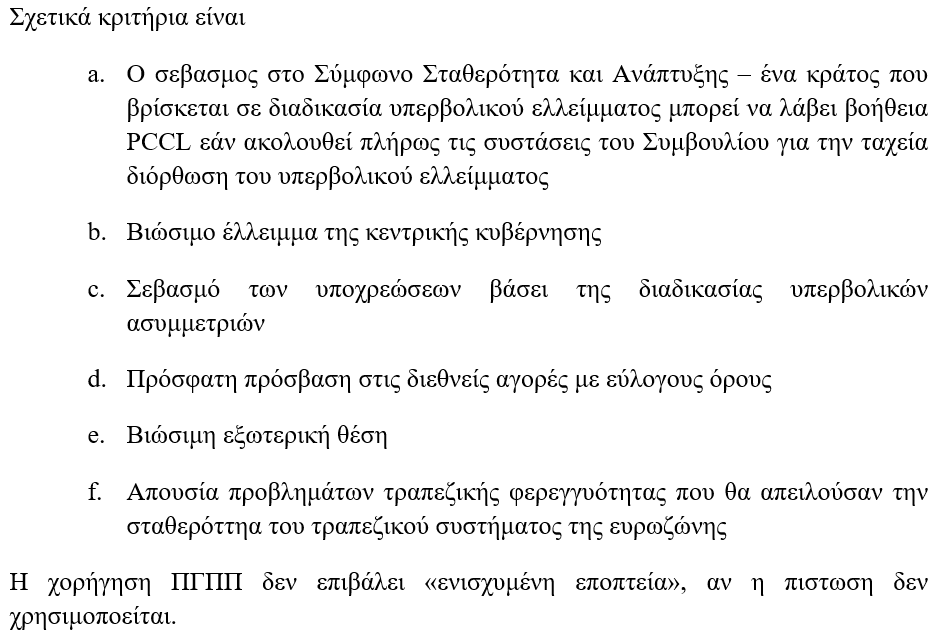 Σχετικά κριτήρια είναι
a. Ο σεβασμος στο Σύμφωνο Σταθερότητα και Ανάπτυξης – ένα κράτος που
βρίσκεται σε διαδικασία υπερβολικού ελλείμματος μπορεί να λάβει βοήθεια
PCCL εάν ακολουθεί πλήρως τις συστάσεις του Συμβουλίου για την ταχεία
διόρθωση του υπερβολικού ελλείμματος
b. Βιώσιμο έλλειμμα της κεντρικής κυβέρνησης
c. Σεβασμό των υποχρεώσεων βάσει της διαδικασίας υπερβολικών
ασυμμετριών
d. Πρόσφατη πρόσβαση στις διεθνείς αγορές με εύλογους όρους
e. Βιώσιμη εξωτερική θέση
f. Απουσία προβλημάτων τραπεζικής φερεγγυότητας που θα απειλούσαν την
σταθερόττηα του τραπεζικού συστήματος της ευρωζώνης
Η χορήγηση ΠΓΠΠ δεν επιβάλει «ενισχυμένη εποπτεία», αν η πιστωση δεν
χρησιμοποείται.